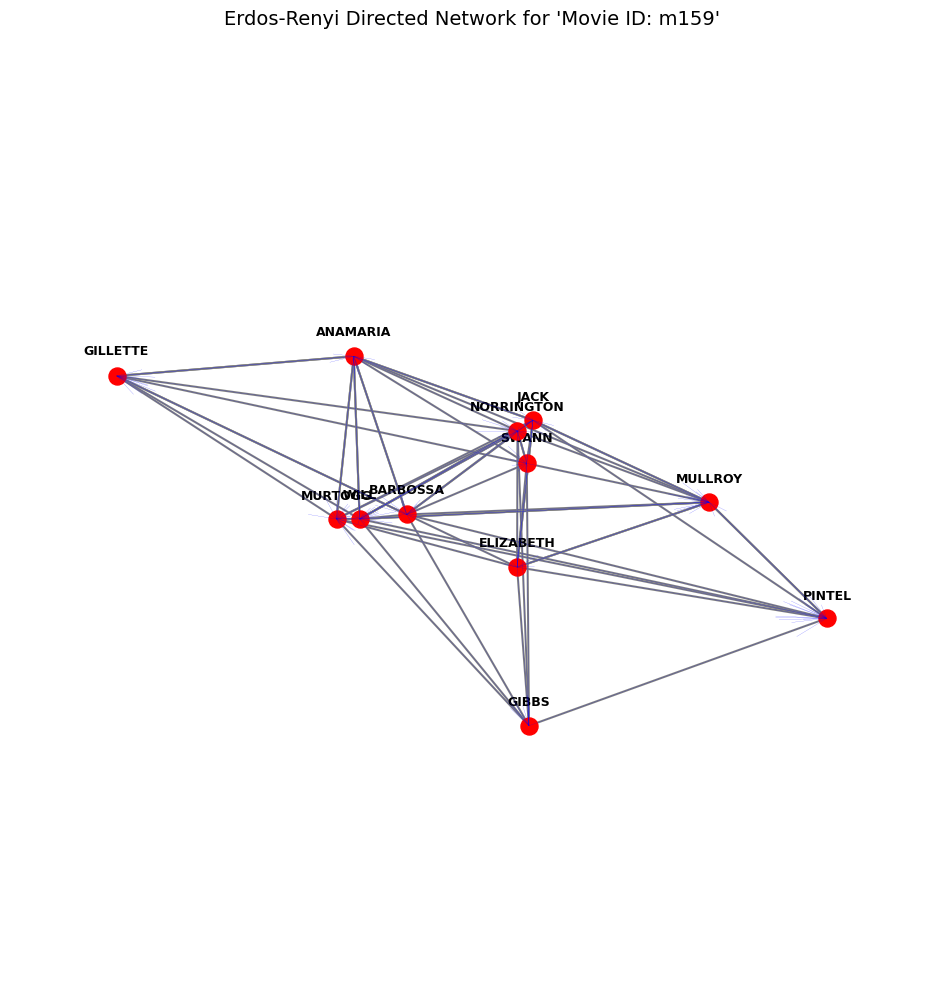 Erdos-Renyi Directed Network for 'Movie ID: m159'
ANAMARIA
GILLETTE
JACK
NORRINGTON
SWANN
MULLROY
BARBOSSA
MURTOGG
WILL
ELIZABETH
PINTEL
GIBBS